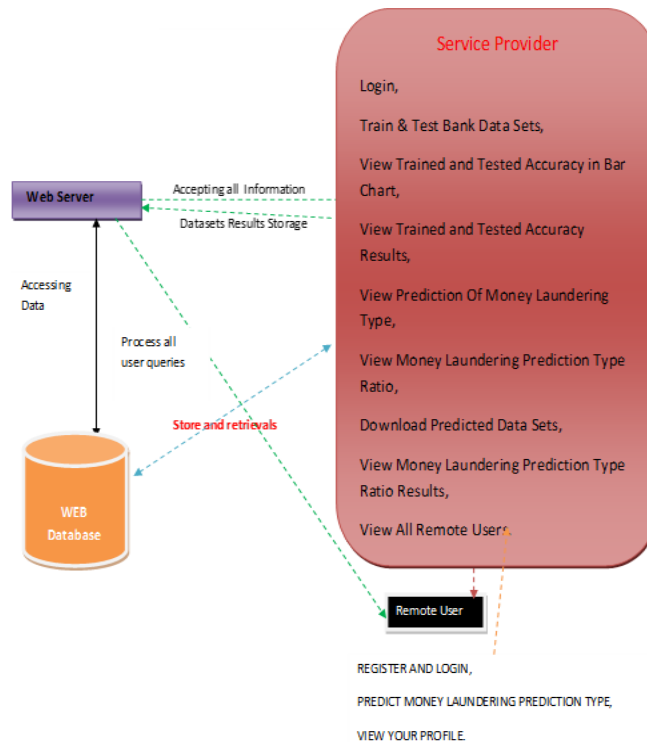 Service Provider
Login,
Train & Test Bank Data Sets,
View Trained and Tested Accuracy in Bar
Chart,
View Trained and Tested Accuracy
Results,
View Prediction Of Money Laundering
Type,
View Money Laundering Prediction Type
Ratio,
Download Predicted Data Sets,
View Money Laundering Prediction Type
Ratio Results,
View All Remote Users.
Web Server
Accepting all Information
Datasets Results Storage
Accessing
Data
Process all
user queries
Store and retrievals
WEB
Database
Remote User
REGISTER AND LOGIN,
PREDICT MONEY LAUNDERING PREDICTION TYPE,
VIEW YOUR PROFILE.